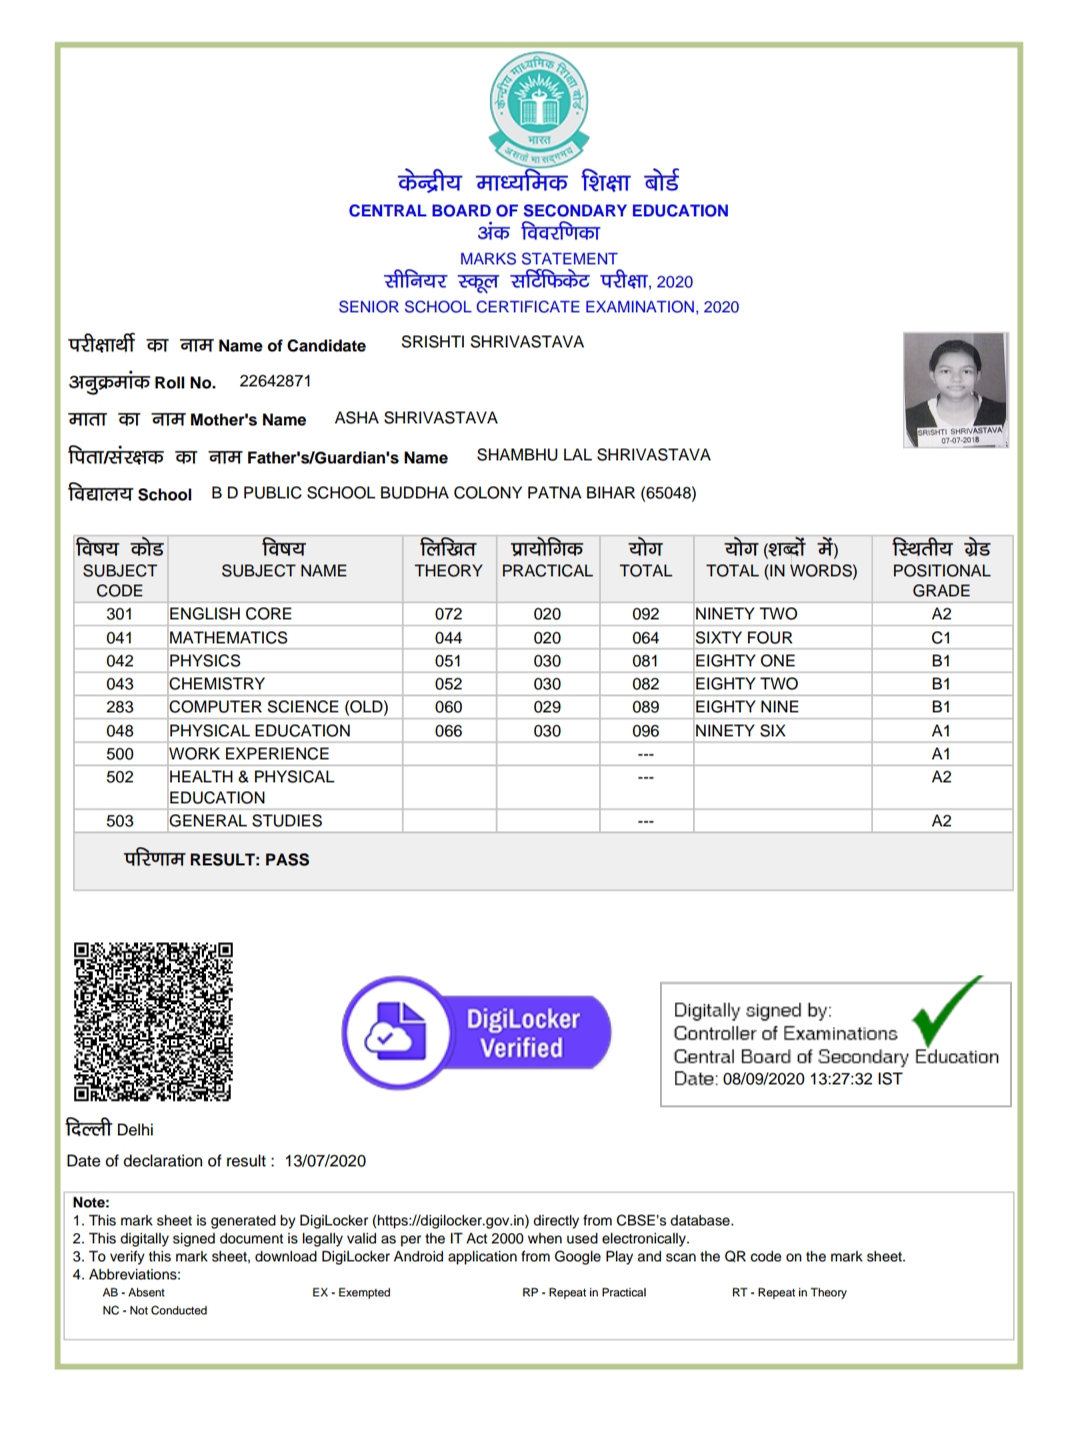 केन्द्रीय माध्यमिक शिक्षा बोर्ड
भारत
असतो मा सद्गमय
केन्द्रीय माध्यमिक शिक्षा बोर्ड
CENTRAL BOARD OF SECONDARY EDUCATION
अंक विवरणिका
MARKS STATEMENT
सीनियर स्कूल सर्टिफिकेट परीक्षा, 2020
SENIOR SCHOOL CERTIFICATE EXAMINATION, 2020
परीक्षार्थी का नाम Name of Candidate SRISHTI SHRIVASTAVA
अनुक्रमांक Roll No. 22642871
माता का नाम Mother's Name ASHA SHRIVASTAVA
SRISHTI SHRIVASTAVA
07-07-2018
पिता/संरक्षक का नाम Father's/Guardian's Name SHAMBHU LAL SHRIVASTAVA
विद्यालय School B D PUBLIC SCHOOL BUDDHA COLONY PATNA BIHAR (65048)
विषय कोड विषय लिखित प्रायोगिक योग योग (शब्दों में) स्थितीय ग्रेड
SUBJECT SUBJECT NAME THEORY PRACTICAL TOTAL TOTAL (IN WORDS) POSITIONAL
CODE GRADE
301 ENGLISH CORE 072 020 092 NINETY TWO A2
041 MATHEMATICS 044 020 064 SIXTY FOUR C1
042 PHYSICS 051 030 081 EIGHTY ONE B1
043 CHEMISTRY 052 030 082 EIGHTY TWO B1
283 COMPUTER SCIENCE (OLD) 060 029 089 EIGHTY NINE B1
048 PHYSICAL EDUCATION 066 030 096 NINETY SIX A1
500 WORK EXPERIENCE --- A1
502 HEALTH & PHYSICAL --- A2
EDUCATION
503 GENERAL STUDIES --- A2
परिणाम RESULT: PASS
DigiLocker
Verified
Digitally signed by:
Controller of Examinations
Central Board of Secondary Education
Date: 08/09/2020 13:27:32 IST
दिल्ली Delhi
Date of declaration of result : 13/07/2020
Note:
1. This mark sheet is generated by DigiLocker (https://digilocker.gov.in) directly from CBSE's database.
2. This digitally signed document is legally valid as per the IT Act 2000 when used electronically.
3. To verify this mark sheet, download DigiLocker Android application from Google Play and scan the QR code on the mark sheet.
4. Abbreviations:
AB - Absent EX - Exempted RP - Repeat in Practical RT - Repeat in Theory
NC - Not Conducted